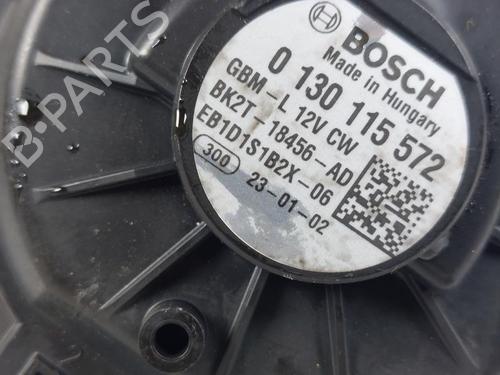 BOSCH
Made in Hungary
0 130 115 572
GBM - L 12V CW
BK2T - 18456 - AD
EB1D1S1B2X - 06
300 23-01-02
B-PARTS